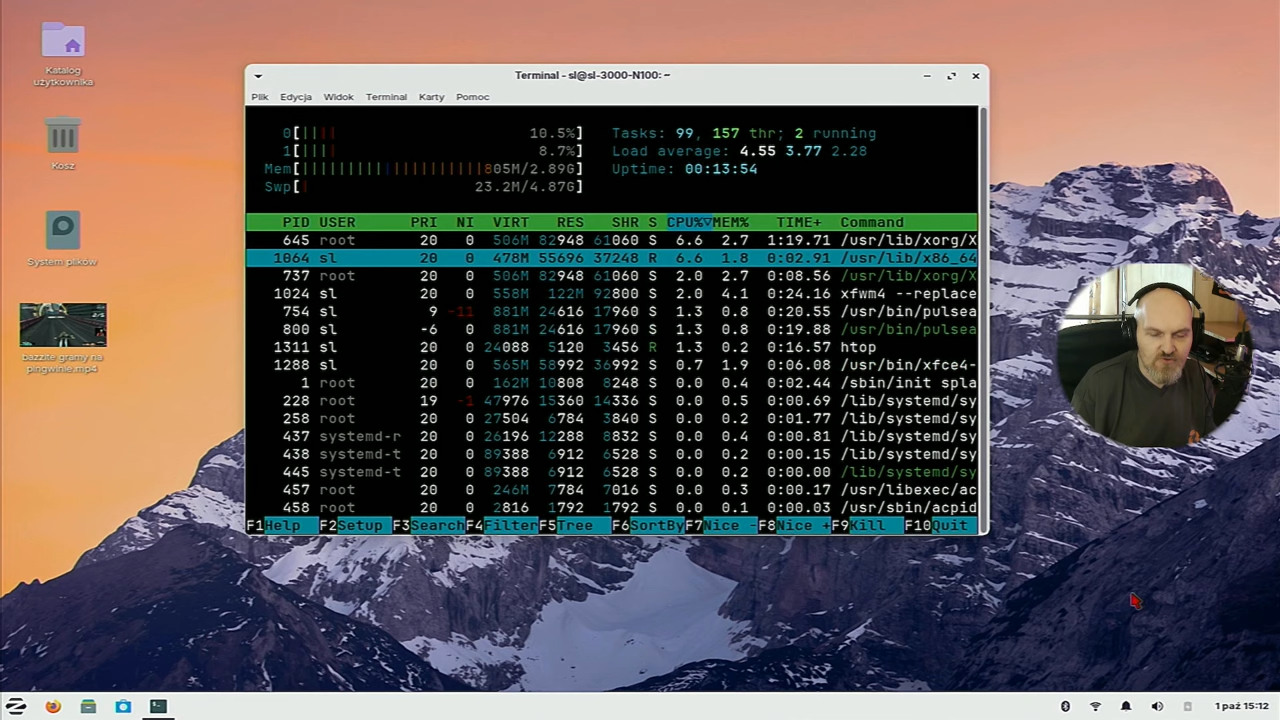 Katalog
użytkownika
Kosz
System plików
bazzite gramy na
pingwinie.mp4
Terminal - sl@sl-3000-N100: ~
Plik Edycja Widok Terminal Karty Pomoc
0[|||| 10.5%] Tasks: 99, 157 thr; 2 running
1[|||| 8.7%] Load average: 4.55 3.77 2.28
Mem[||||||||||||||||||||805M/2.89G] Uptime: 00:13:54
Swp[| 23.2M/4.87G]
PID USER PRI NI VIRT RES SHR S CPU%▽MEM% TIME+ Command
645 root 20 0 506M 82948 61060 S 6.6 2.7 1:19.71 /usr/lib/xorg/X
1064 sl 20 0 478M 55696 37248 R 6.6 1.8 0:02.91 /usr/lib/x86_64
737 root 20 0 506M 82948 61060 S 2.0 2.7 0:08.56 /usr/lib/xorg/X
1024 sl 20 0 558M 122M 92800 S 2.0 4.1 0:24.16 xfwm4 --replace
754 sl 9 -11 881M 24616 17960 S 1.3 0.8 0:20.55 /usr/bin/pulsea
800 sl -6 0 881M 24616 17960 S 1.3 0.8 0:19.88 /usr/bin/pulsea
1311 sl 20 0 24088 5120 3456 R 1.3 0.2 0:16.57 htop
1288 sl 20 0 565M 58992 36992 S 0.7 1.9 0:06.08 /usr/bin/xfce4-
1 root 20 0 162M 10808 8248 S 0.0 0.4 0:02.44 /sbin/init spla
228 root 19 -1 47976 15360 14336 S 0.0 0.5 0:00.69 /lib/systemd/sy
258 root 20 0 27504 6784 3840 S 0.0 0.2 0:01.77 /lib/systemd/sy
437 systemd-r 20 0 26196 12288 8832 S 0.0 0.4 0:00.81 /lib/systemd/sy
438 systemd-t 20 0 89388 6912 6528 S 0.0 0.2 0:00.15 /lib/systemd/sy
445 systemd-t 20 0 89388 6912 6528 S 0.0 0.2 0:00.00 /lib/systemd/sy
457 root 20 0 246M 7784 7016 S 0.0 0.3 0:00.17 /usr/libexec/ac
458 root 20 0 2816 1792 1792 S 0.0 0.1 0:00.03 /usr/sbin/acpid
F1Help F2Setup F3SearchF4FilterF5Tree F6SortByF7Nice -F8Nice +F9Kill F10Quit
1 paź 15:12